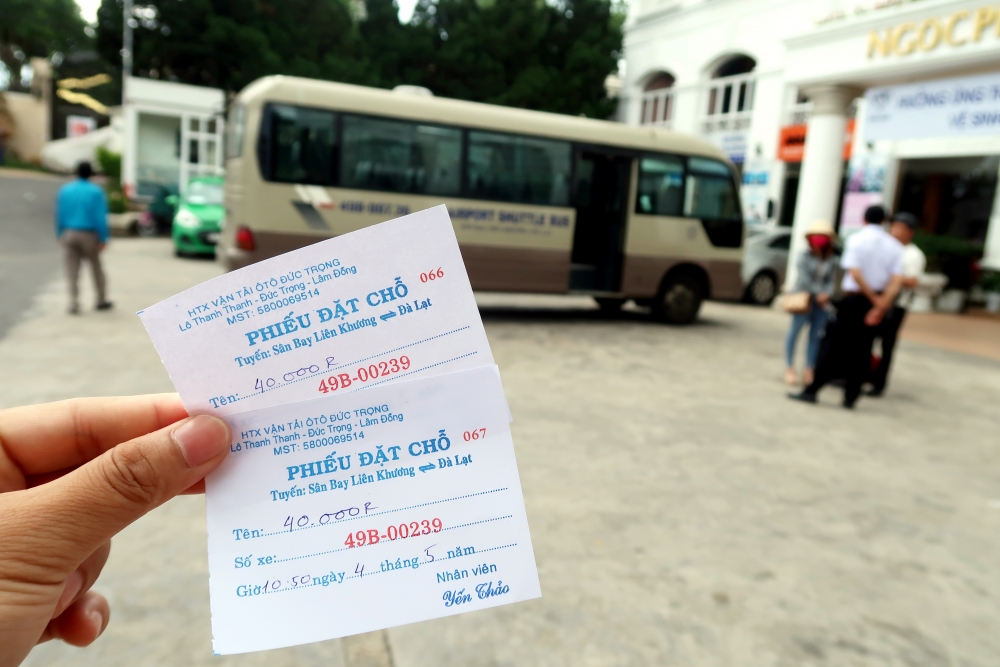 NGOCP
AIRPORT SHUTTLE BUS
HTX VẬN TẢI ÔTÔ ĐỨC TRỌNG
Lô Thanh Thanh - Đức Trọng - Lâm Đồng
MST: 5800069514
PHIẾU ĐẶT CHỖ 066
Tuyến: Sân Bay Liên Khương ⇌ Đà Lạt
Tên: 40.000đ
49B-00239
HTX VẬN TẢI ÔTÔ ĐỨC TRỌNG
Lô Thanh Thanh - Đức Trọng - Lâm Đồng
MST: 5800069514
PHIẾU ĐẶT CHỖ 067
Tuyến: Sân Bay Liên Khương ⇌ Đà Lạt
Tên: 40.000đ
Số xe: 49B-00239
Giờ 10:50 ngày 4 tháng 5 năm
Nhân viên
Yến Thảo